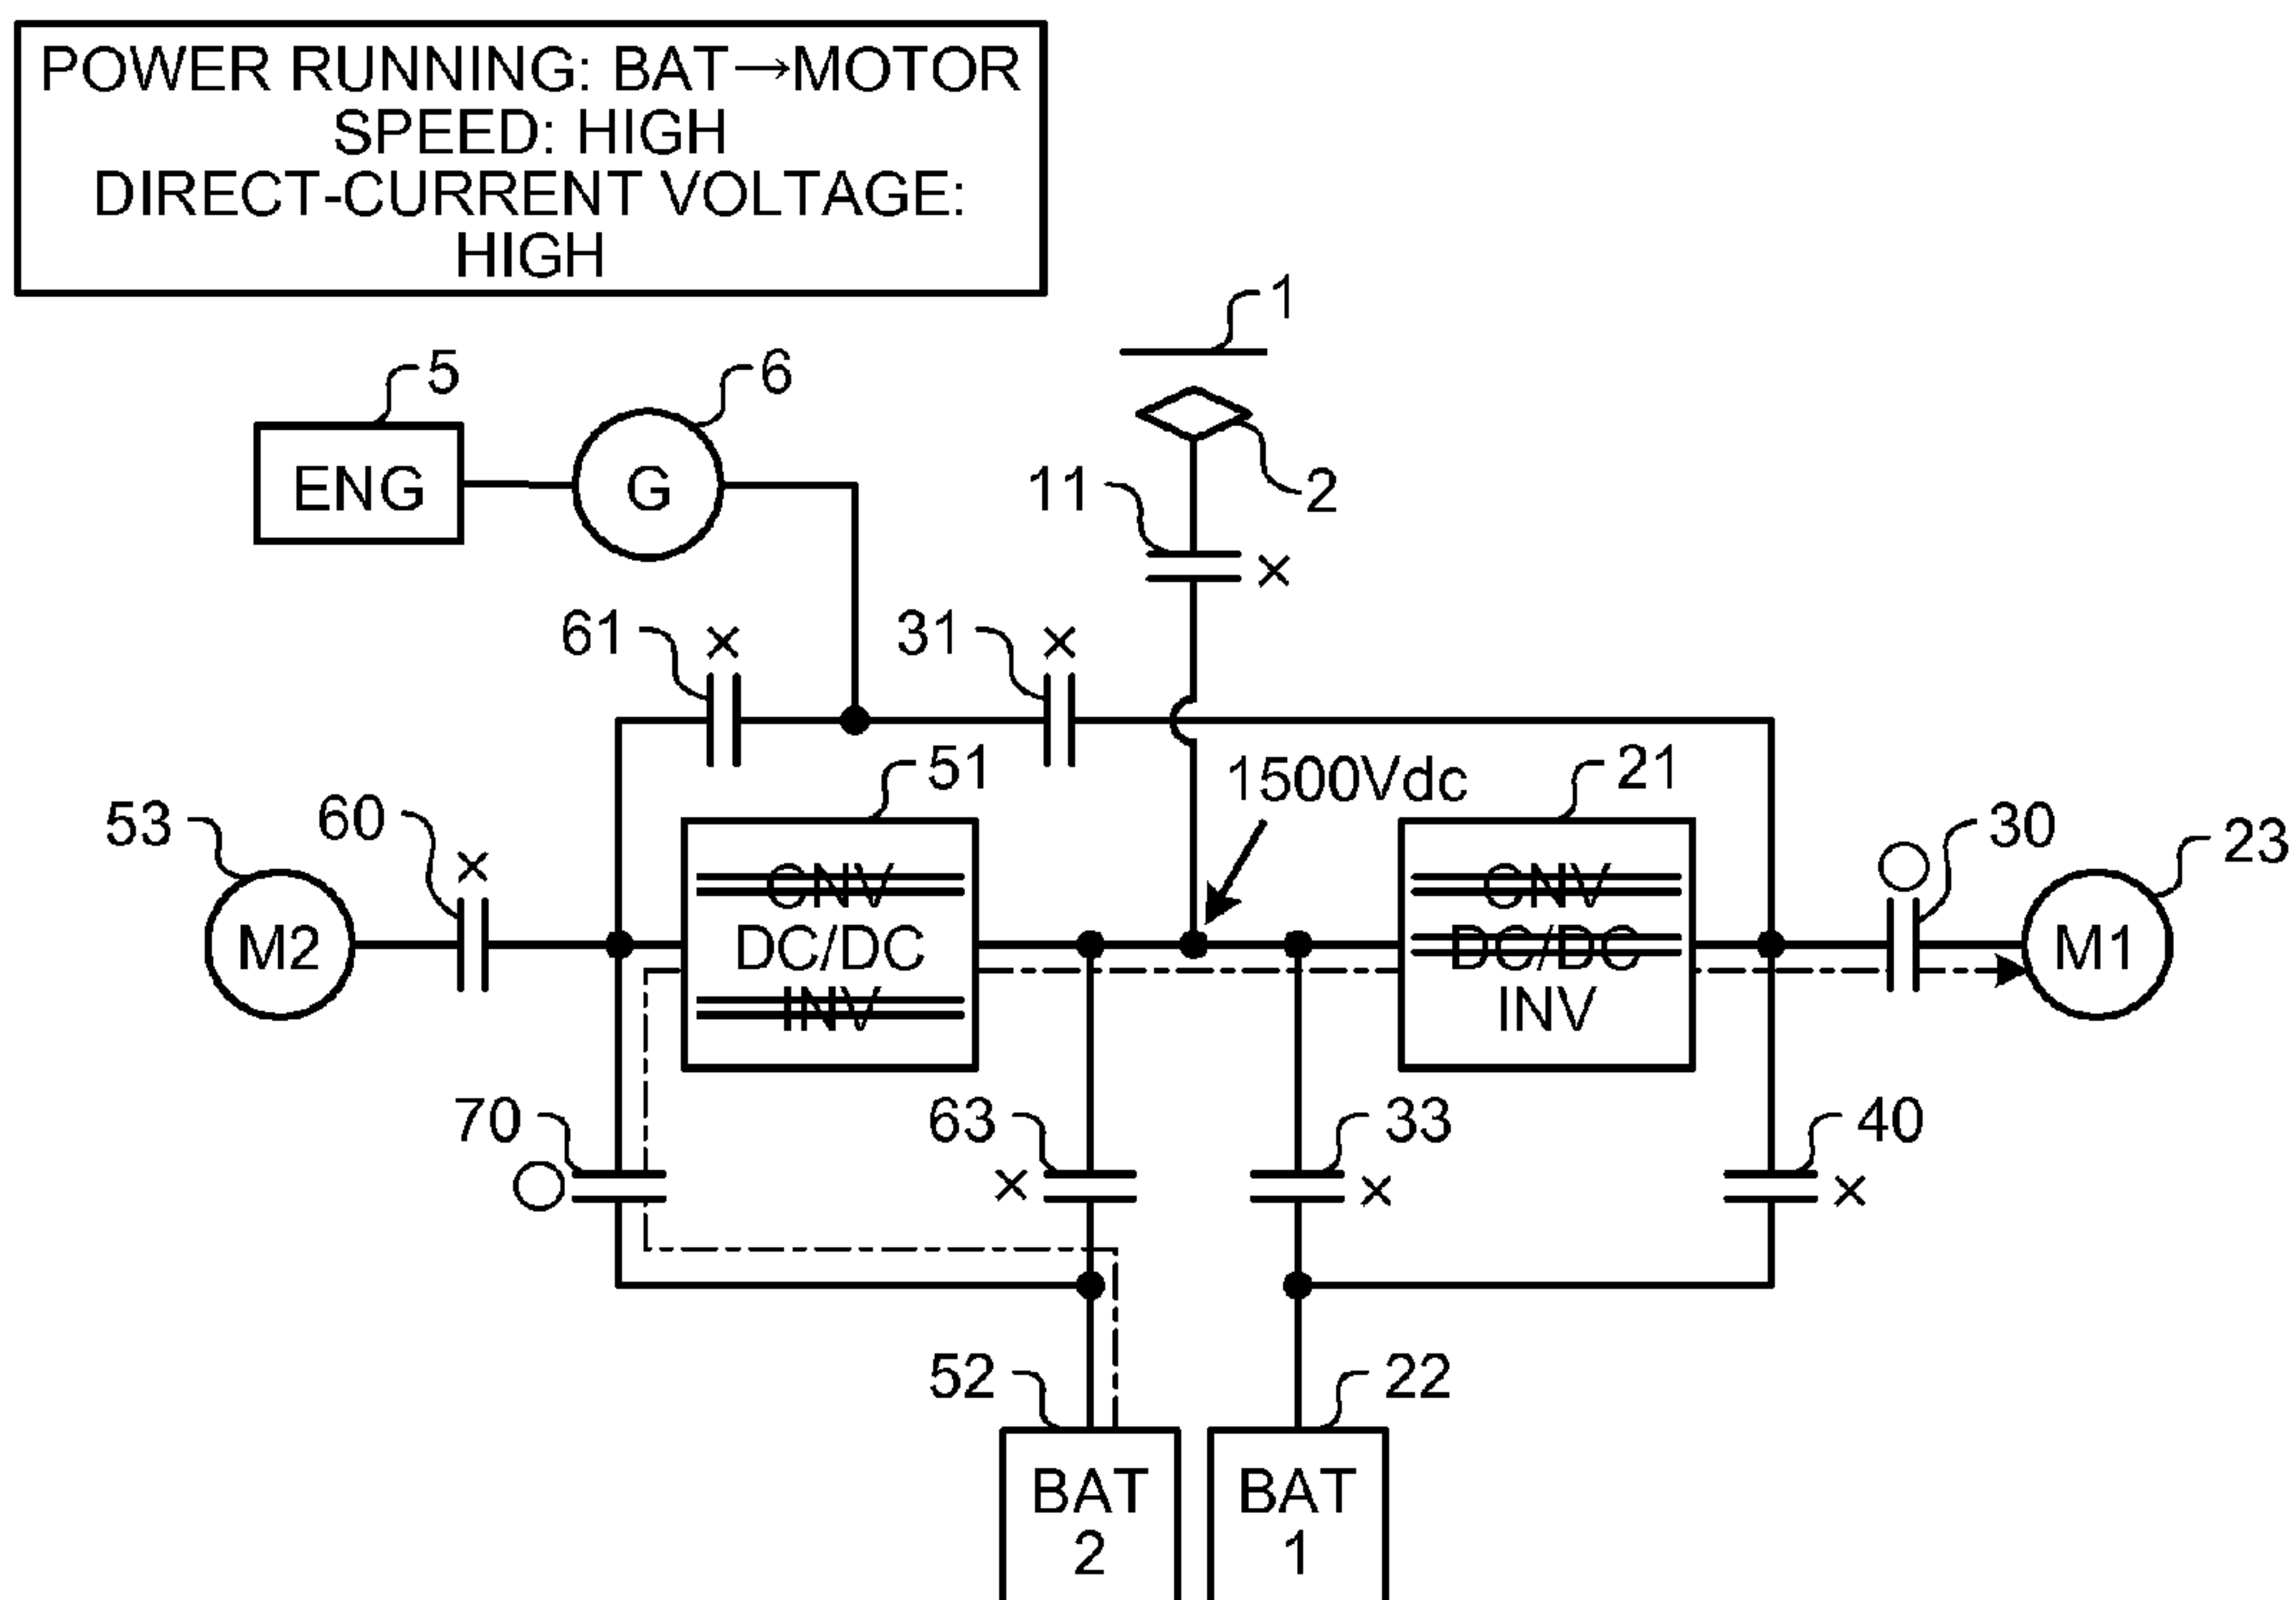 POWER RUNNING: BAT→MOTOR
SPEED: HIGH
DIRECT-CURRENT VOLTAGE:
HIGH
1
5
6
ENG
G
2
11
×
61
×
31
×
51
1500Vdc
21
53
60
×
30
23
M2
CNV
DC/DC
INV
CNV
DC/DC
INV
M1
70
63
×
33
×
40
×
52
22
BAT
2
BAT
1